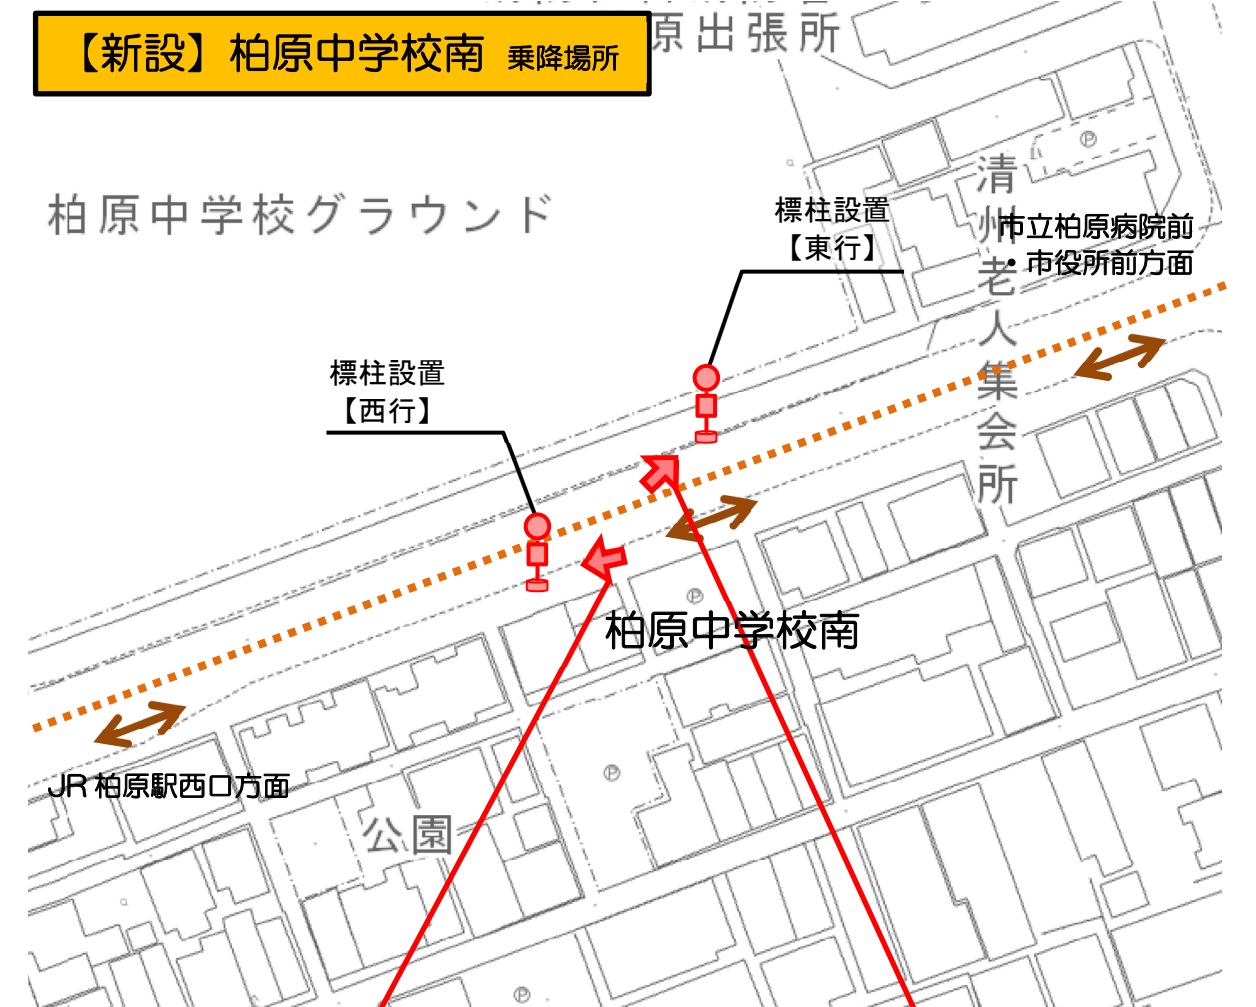 【新設】柏原中学校南 乗降場所
原出張所
柏原中学校グラウンド
標柱設置
【東行】
清州老人集会所
市立柏原病院前
・市役所前方面
標柱設置
【西行】
Ⓟ
Ⓟ
柏原中学校南
Ⓟ
JR柏原駅西口方面
公園
Ⓟ